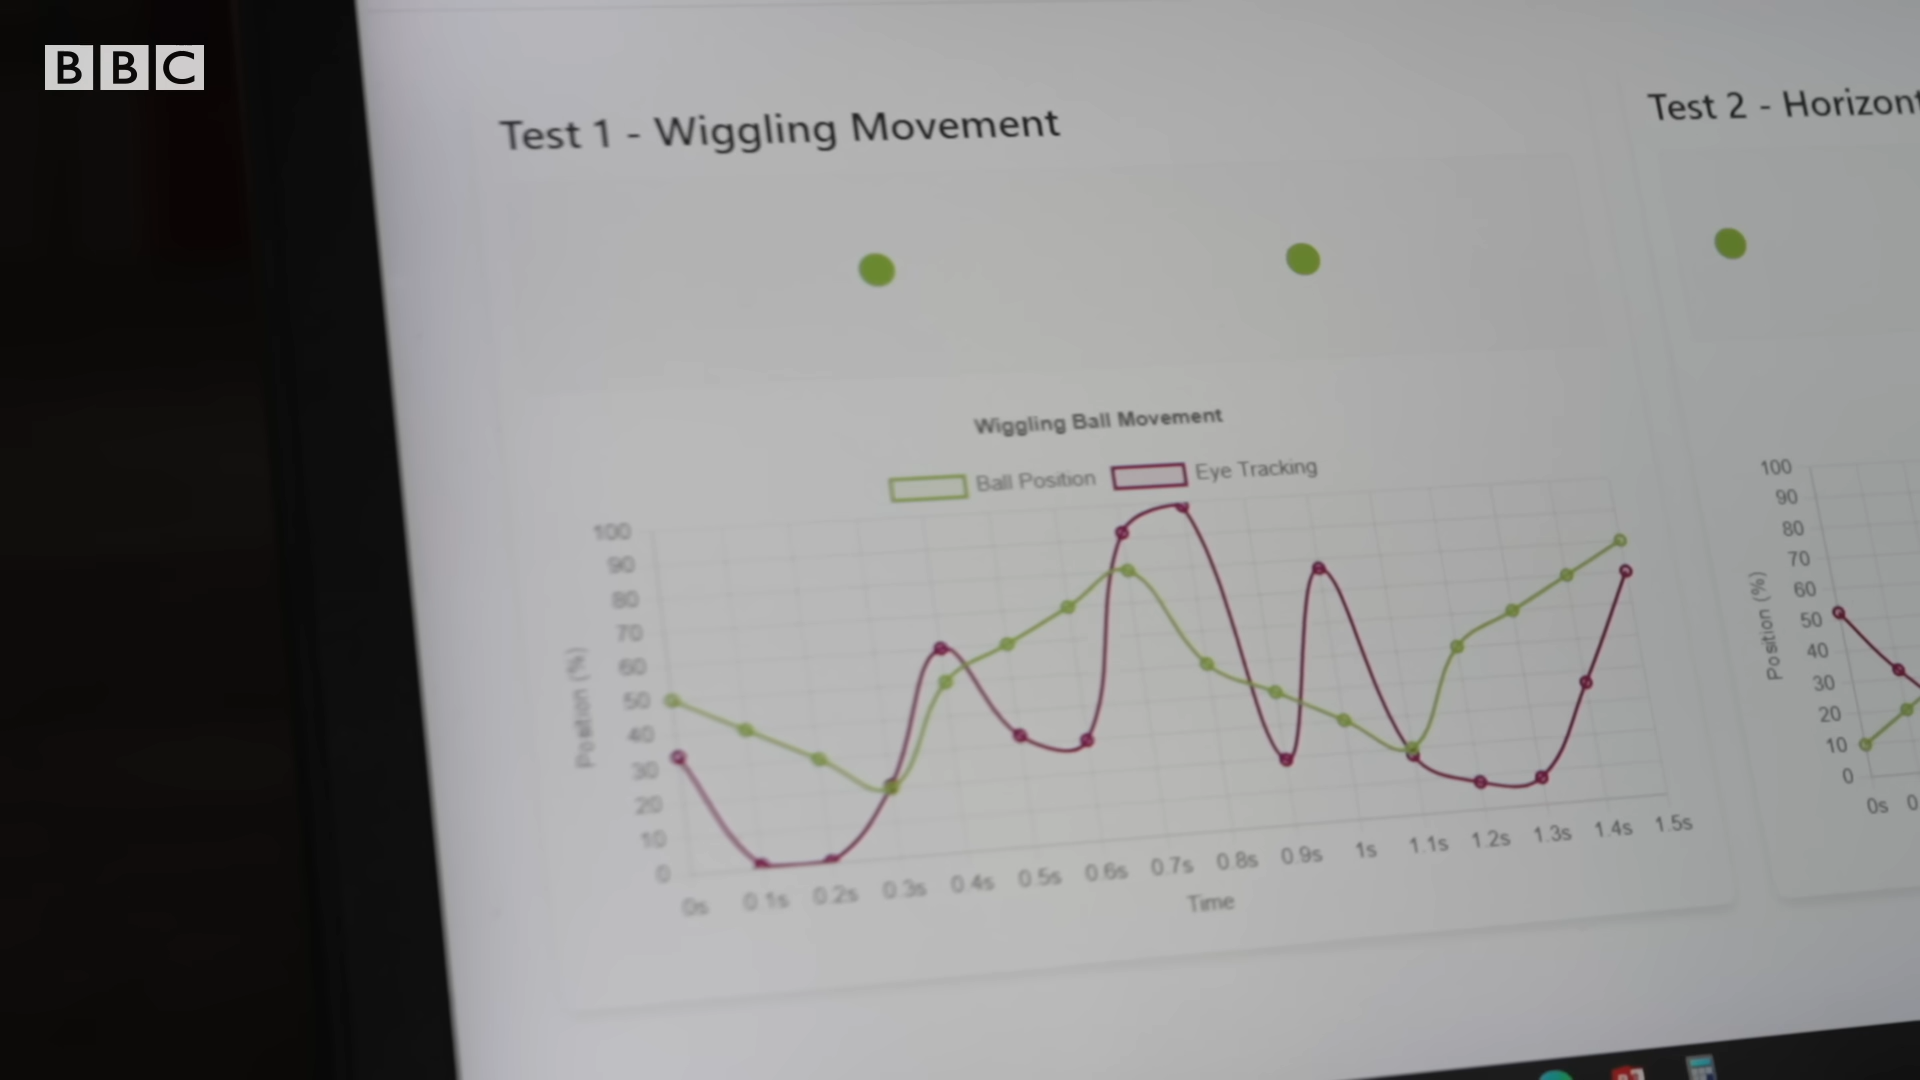 BBC
Test 1 - Wiggling Movement
Test 2 - Horizont
Wiggling Ball Movement
Ball Position
Eye Tracking
100
90
80
70
60
50
40
30
20
10
0
Position (%)
0s
0.1s
0.2s
0.3s
0.4s
0.5s
0.6s
0.7s
0.8s
0.9s
1s
1.1s
1.2s
1.3s
1.4s
1.5s
Time
100
90
80
70
60
50
40
30
20
10
0
Position (%)
0s
0